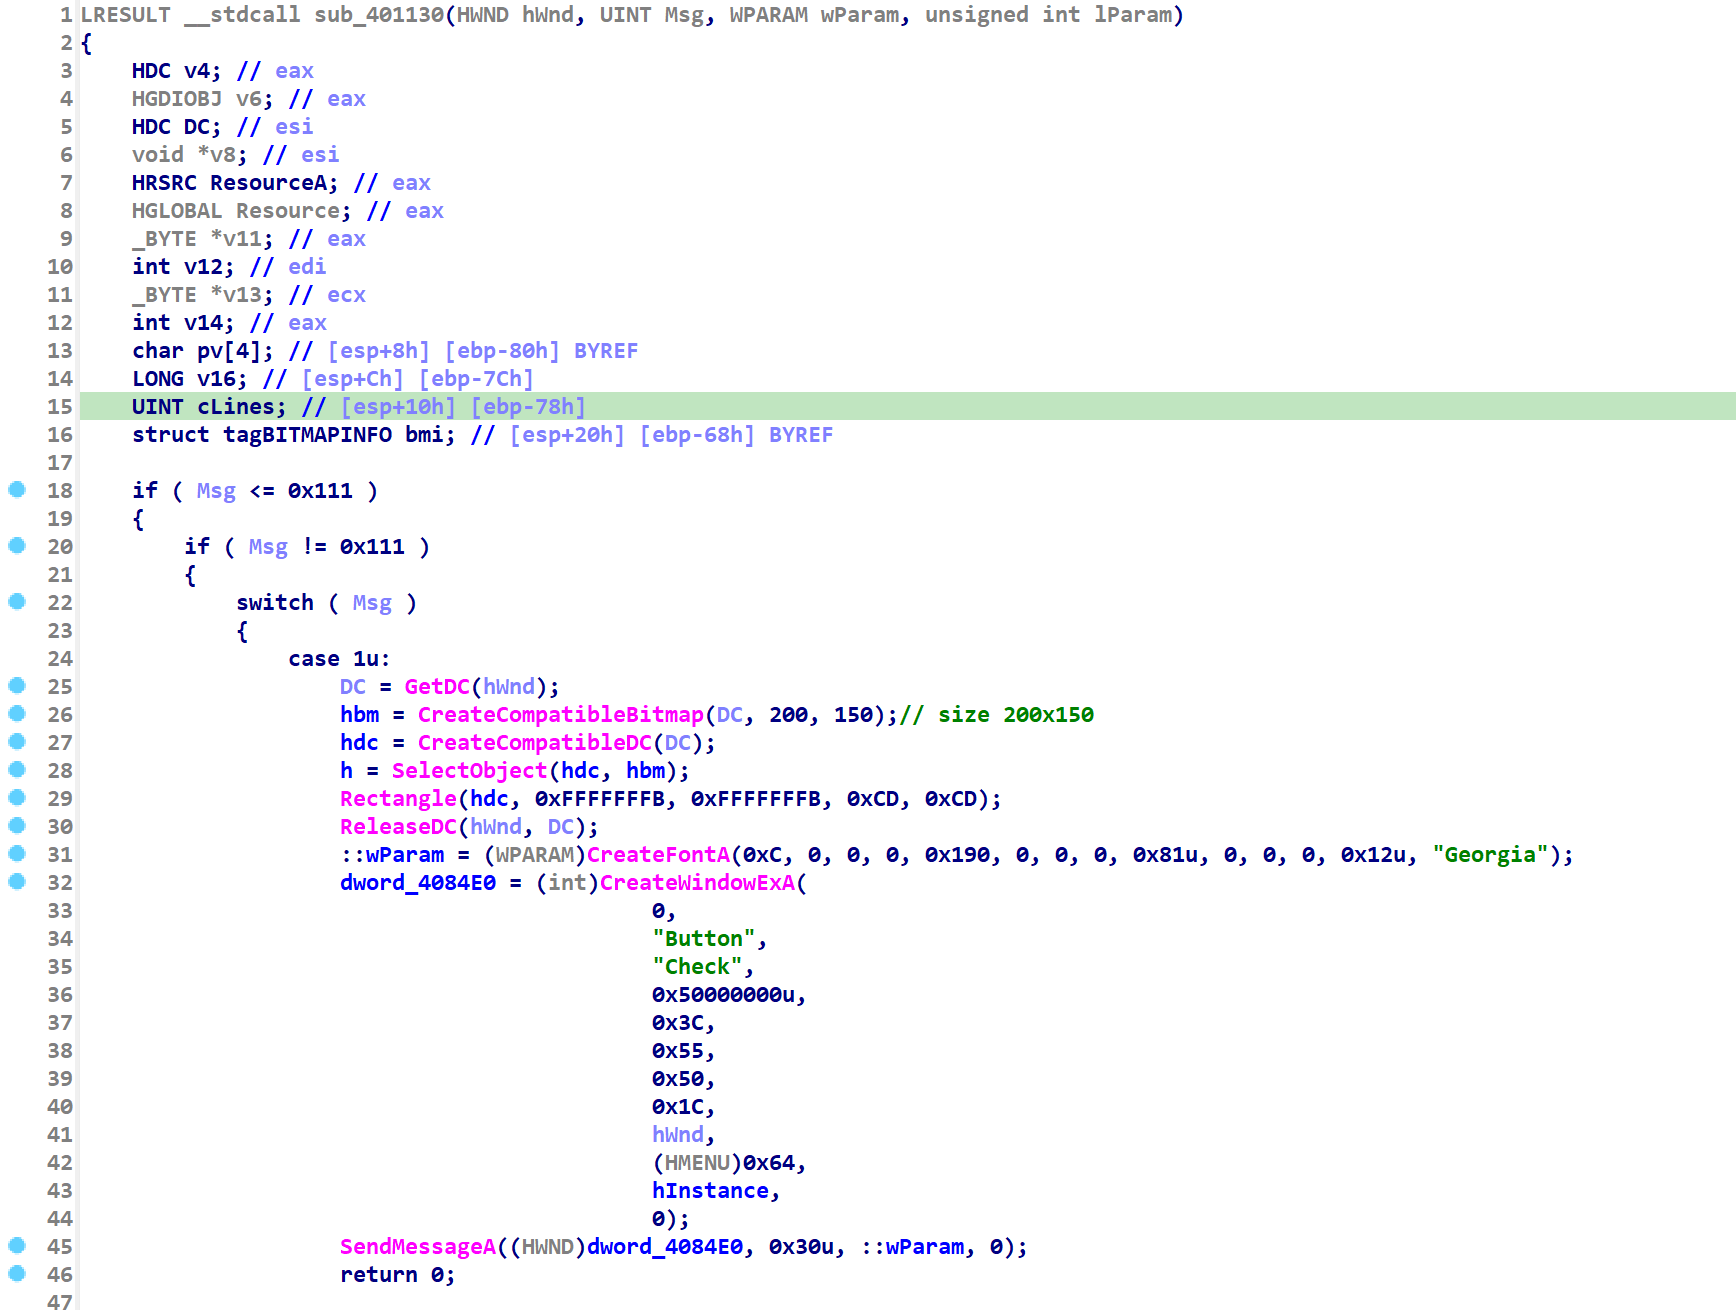 1 LRESULT __stdcall sub_401130(HWND hWnd, UINT Msg, WPARAM wParam, unsigned int lParam)
2 {
3 HDC v4; // eax
4 HGDIOBJ v6; // eax
5 HDC DC; // esi
6 void *v8; // esi
7 HRSRC ResourceA; // eax
8 HGLOBAL Resource; // eax
9 _BYTE *v11; // eax
10 int v12; // edi
11 _BYTE *v13; // ecx
12 int v14; // eax
13 char pv[4]; // [esp+8h] [ebp-80h] BYREF
14 LONG v16; // [esp+Ch] [ebp-7Ch]
15 UINT cLines; // [esp+10h] [ebp-78h]
16 struct tagBITMAPINFO bmi; // [esp+20h] [ebp-68h] BYREF
17
18 if ( Msg <= 0x111 )
19 {
20 if ( Msg != 0x111 )
21 {
22 switch ( Msg )
23 {
24 case 1u:
25 DC = GetDC(hWnd);
26 hbm = CreateCompatibleBitmap(DC, 200, 150);// size 200x150
27 hdc = CreateCompatibleDC(DC);
28 h = SelectObject(hdc, hbm);
29 Rectangle(hdc, 0xFFFFFFFB, 0xFFFFFFFB, 0xCD, 0xCD);
30 ReleaseDC(hWnd, DC);
31 ::wParam = (WPARAM)CreateFontA(0xC, 0, 0, 0, 0x190, 0, 0, 0, 0x81u, 0, 0, 0, 0x12u, "Georgia");
32 dword_4084E0 = (int)CreateWindowExA(
33 0,
34 "Button",
35 "Check",
36 0x50000000u,
37 0x3C,
38 0x55,
39 0x50,
40 0x1C,
41 hWnd,
42 (HMENU)0x64,
43 hInstance,
44 0);
45 SendMessageA((HWND)dword_4084E0, 0x30u, ::wParam, 0);
46 return 0;
47